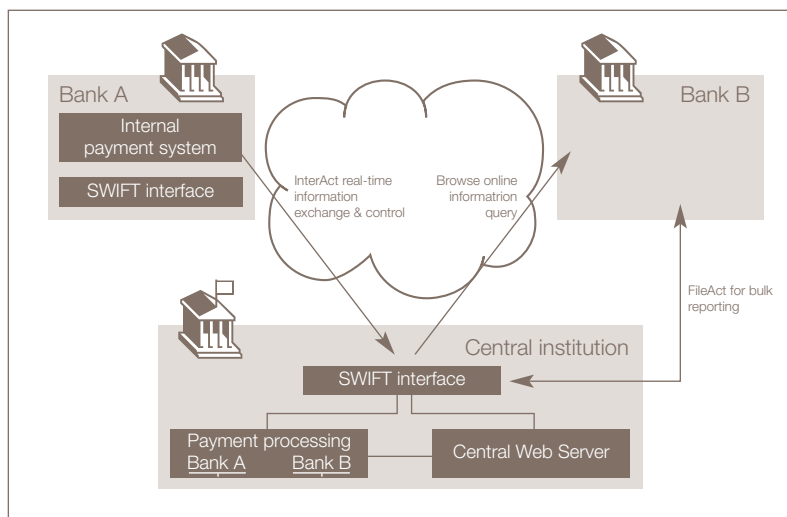 Bank A
Internal
payment system
SWIFT interface
InterAct real-time
information
exchange & control
Browse online
informatrion
query
Bank B
FileAct for bulk
reporting
Central institution
SWIFT interface
Payment processing
Bank A Bank B
Central Web Server